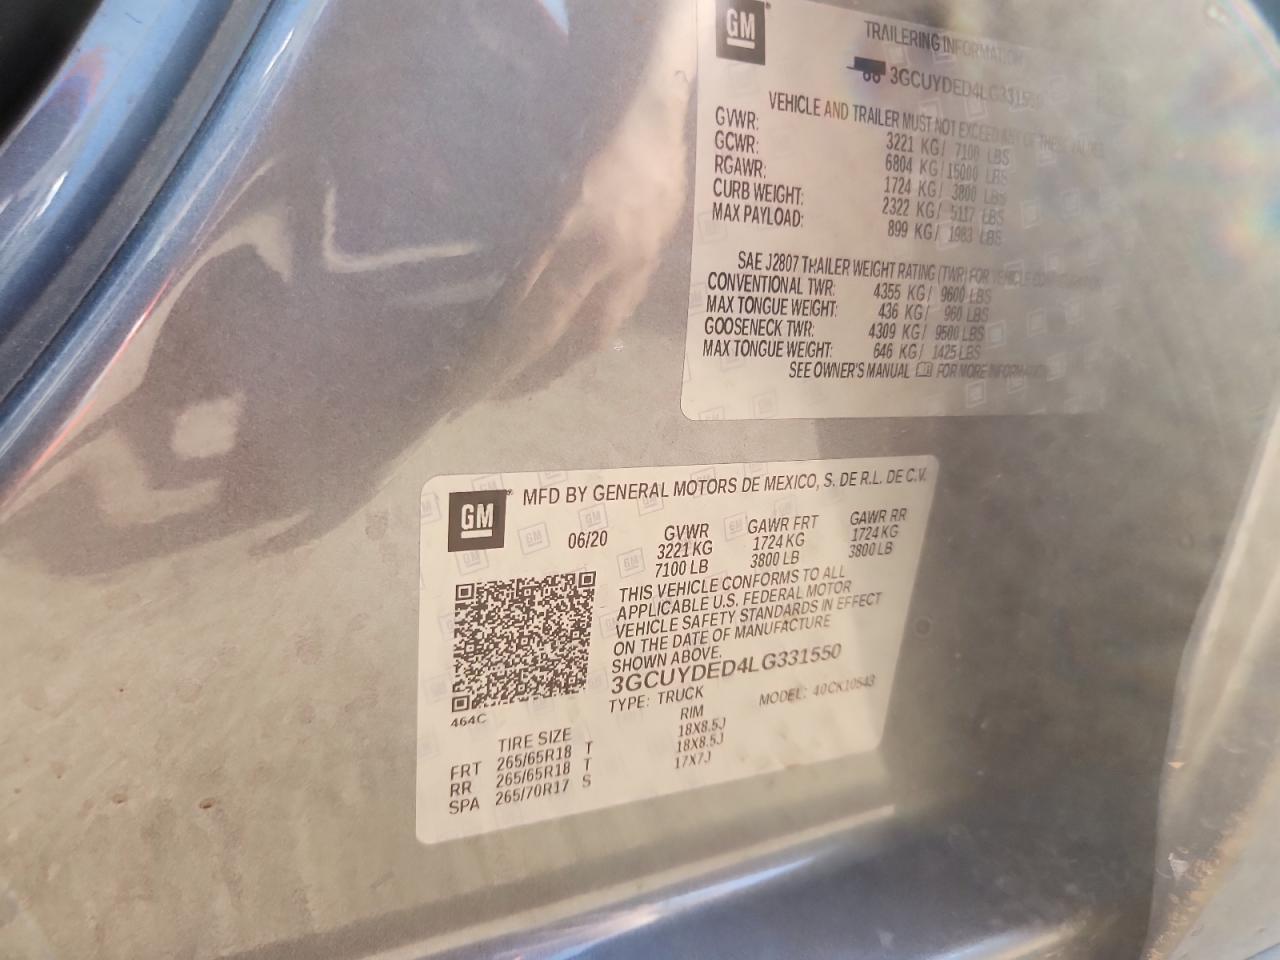 GM
TRAILERING INFORMATION
3GCUYDED4LG331550
VEHICLE AND TRAILER MUST NOT EXCEED ANY OF THESE VALUES
GVWR: 3221 KG/ 7100 LBS
GCWR: 6804 KG/ 15000 LBS
RGAWR: 1724 KG/ 3800 LBS
CURB WEIGHT: 2322 KG/ 5117 LBS
MAX PAYLOAD: 899 KG/ 1983 LBS
SAE J2807 TRAILER WEIGHT RATING (TWR) FOR VEHICLE
CONVENTIONAL TWR: 4355 KG/ 9600 LBS
MAX TONGUE WEIGHT: 436 KG/ 960 LBS
GOOSENECK TWR: 4309 KG/ 9500 LBS
MAX TONGUE WEIGHT: 646 KG/ 1425 LBS
SEE OWNER'S MANUAL FOR MORE INFORMATION
GM®
MFD BY GENERAL MOTORS DE MEXICO, S. DE R.L. DE C.V.
06/20 GVWR GAWR FRT GAWR RR
3221 KG 1724 KG 1724 KG
7100 LB 3800 LB 3800 LB
THIS VEHICLE CONFORMS TO ALL
APPLICABLE U.S. FEDERAL MOTOR
VEHICLE SAFETY STANDARDS IN EFFECT
ON THE DATE OF MANUFACTURE
SHOWN ABOVE.
3GCUYDED4LG331550
TYPE: TRUCK MODEL: 40CK10543
464C
TIRE SIZE RIM
FRT 265/65R18 T 18X8.5J
RR 265/65R18 T 18X8.5J
SPA 265/70R17 S 17X7J